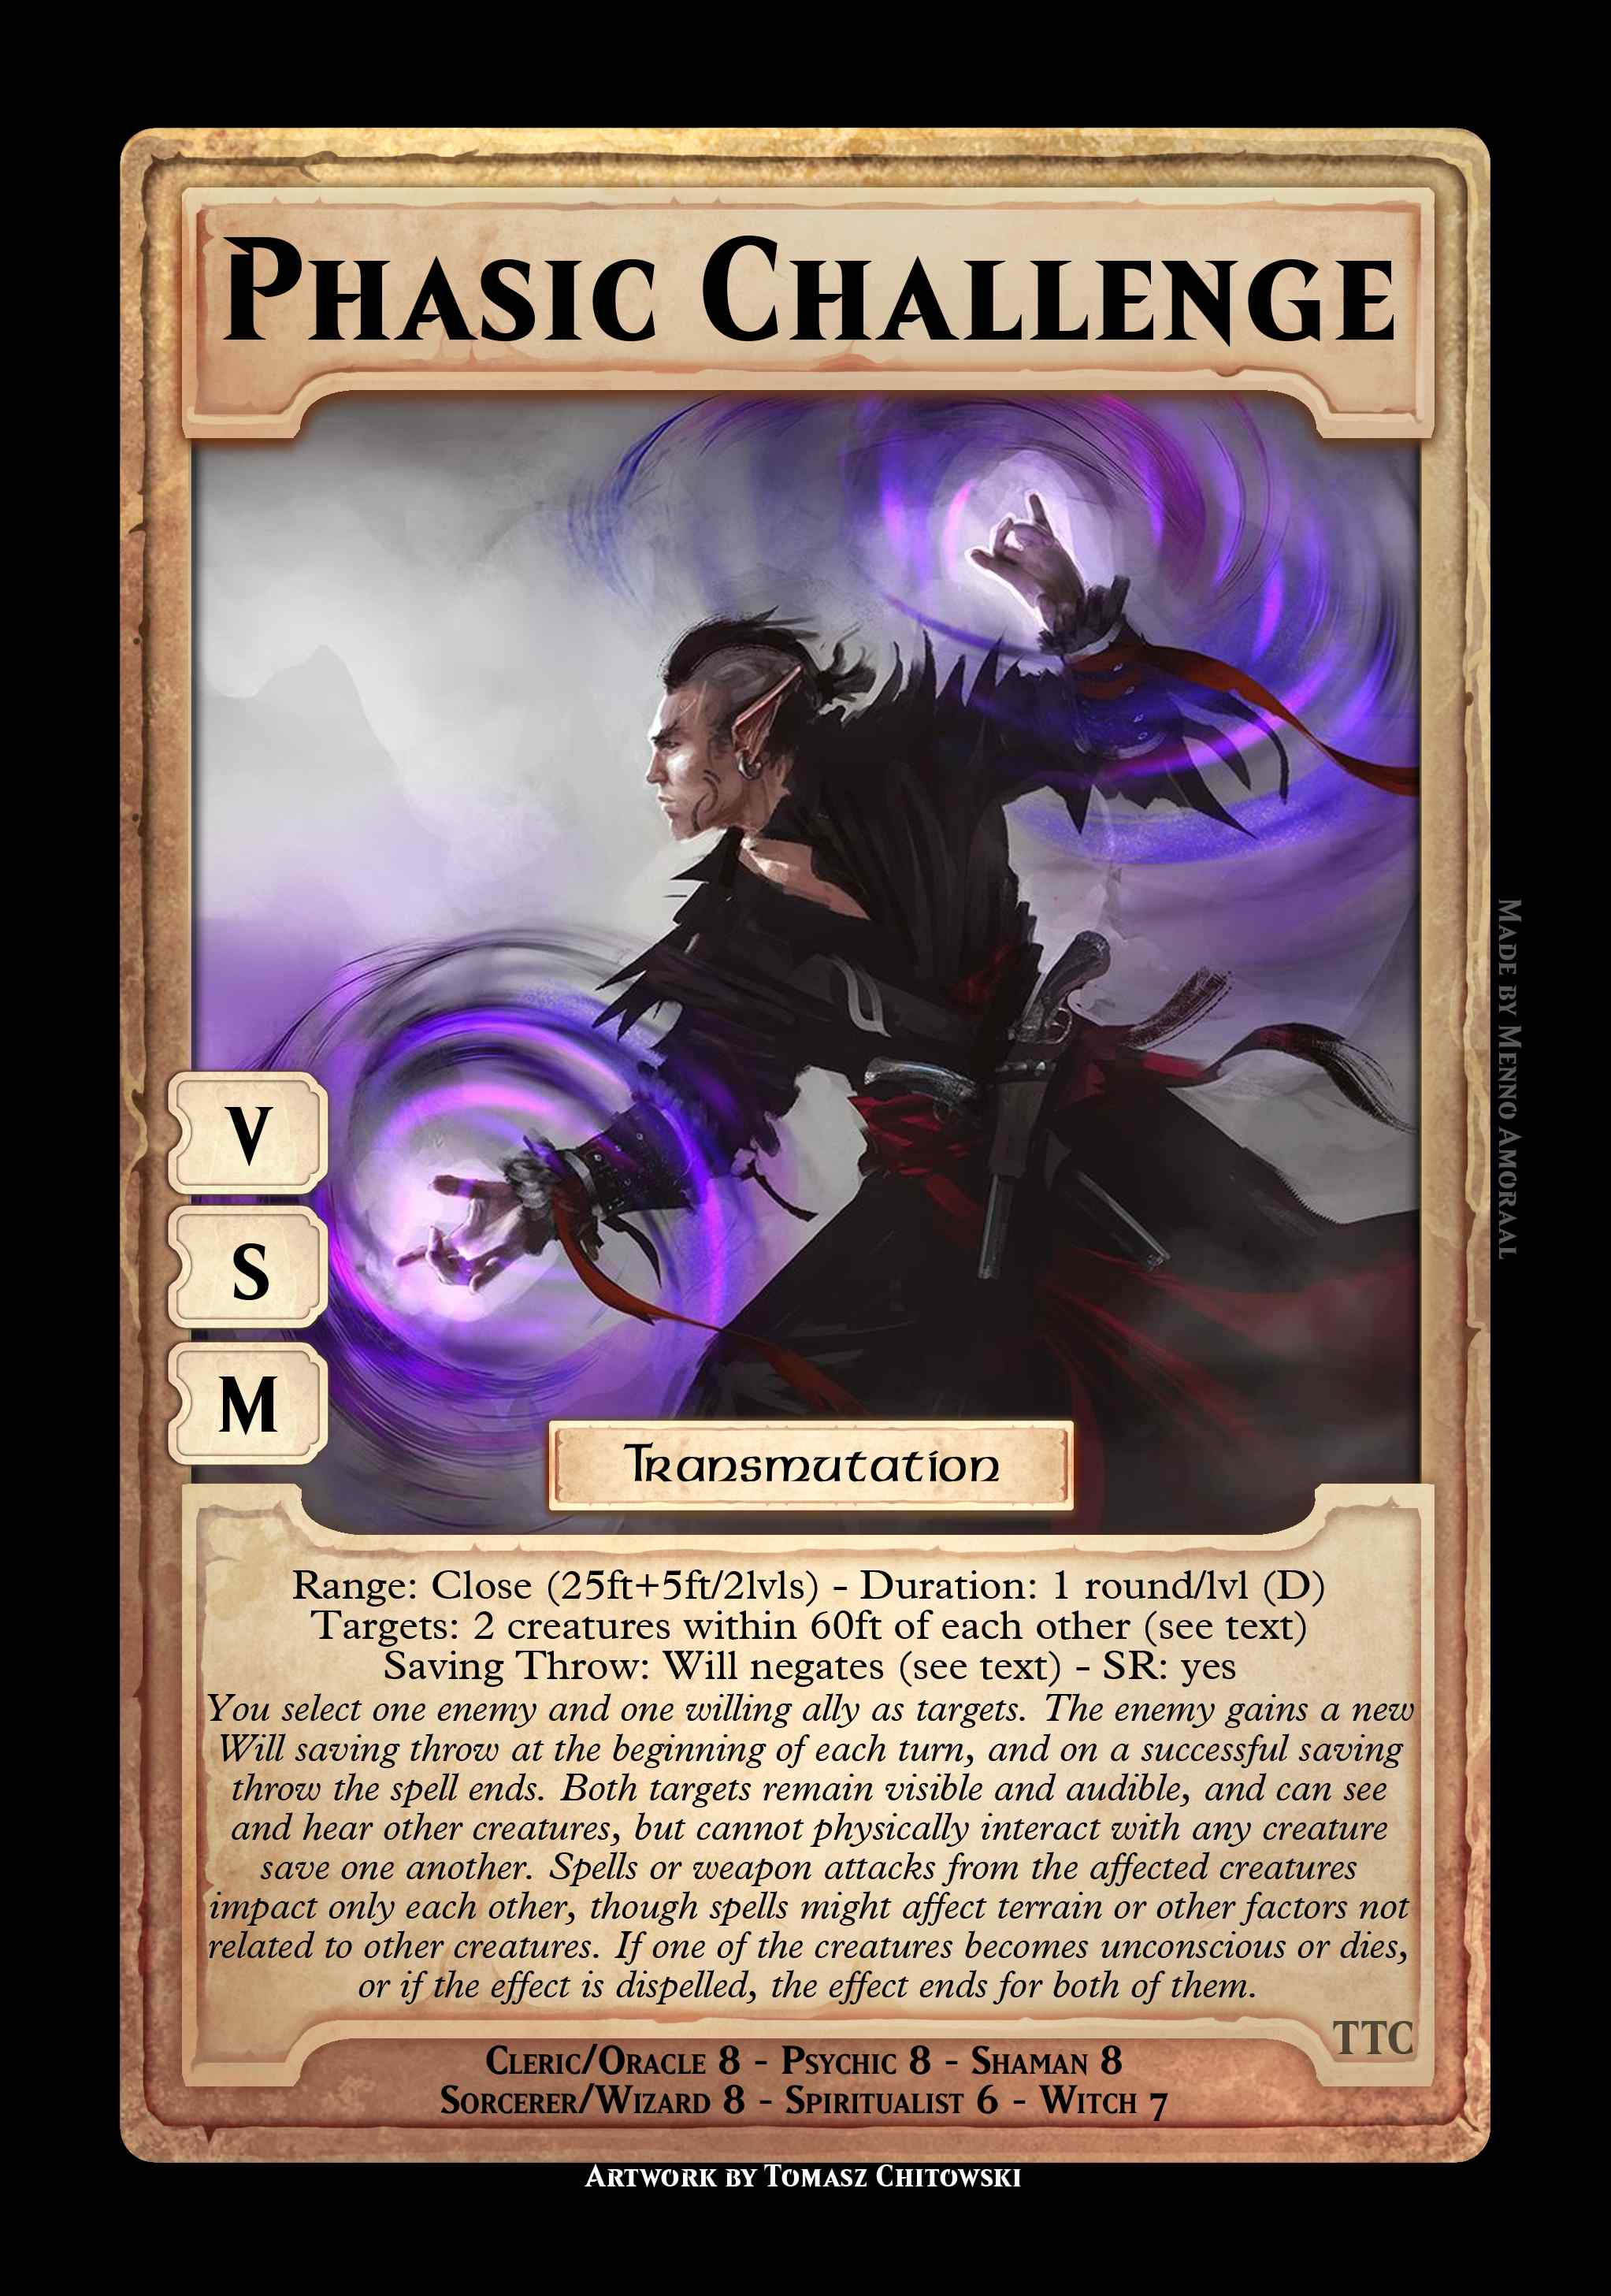 Phasic Challenge
V
S
M
Transmutation
Range: Close (25ft+5ft/2lvls) - Duration: 1 round/lvl (D)
Targets: 2 creatures within 60ft of each other (see text)
Saving Throw: Will negates (see text) - SR: yes
You select one enemy and one willing ally as targets. The enemy gains a new
Will saving throw at the beginning of each turn, and on a successful saving
throw the spell ends. Both targets remain visible and audible, and can see
and hear other creatures, but cannot physically interact with any creature
save one another. Spells or weapon attacks from the affected creatures
impact only each other, though spells might affect terrain or other factors not
related to other creatures. If one of the creatures becomes unconscious or dies,
or if the effect is dispelled, the effect ends for both of them.
TTC
Cleric/Oracle 8 - Psychic 8 - Shaman 8
Sorcerer/Wizard 8 - Spiritualist 6 - Witch 7
Artwork by Tomasz Chitowski
Made by Menno Amoraal